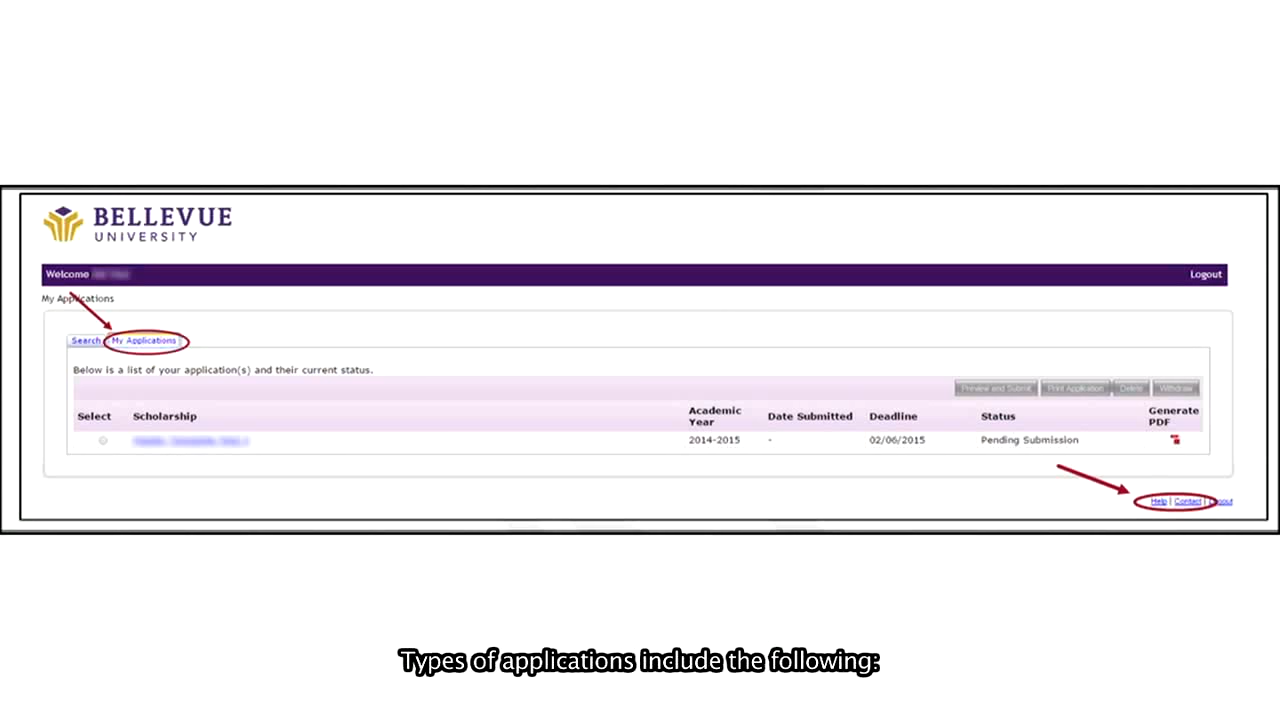 BELLEVUE
UNIVERSITY
Welcome
Logout
My Applications
Search
My Applications
Below is a list of your application(s) and their current status.
Preview and Submit
Print Application
Delete
Withdraw
Select
Scholarship
Academic Year
Date Submitted
Deadline
Status
Generate PDF
2014-2015
-
02/06/2015
Pending Submission
Help | Contact | Logout
Types of applications include the following: